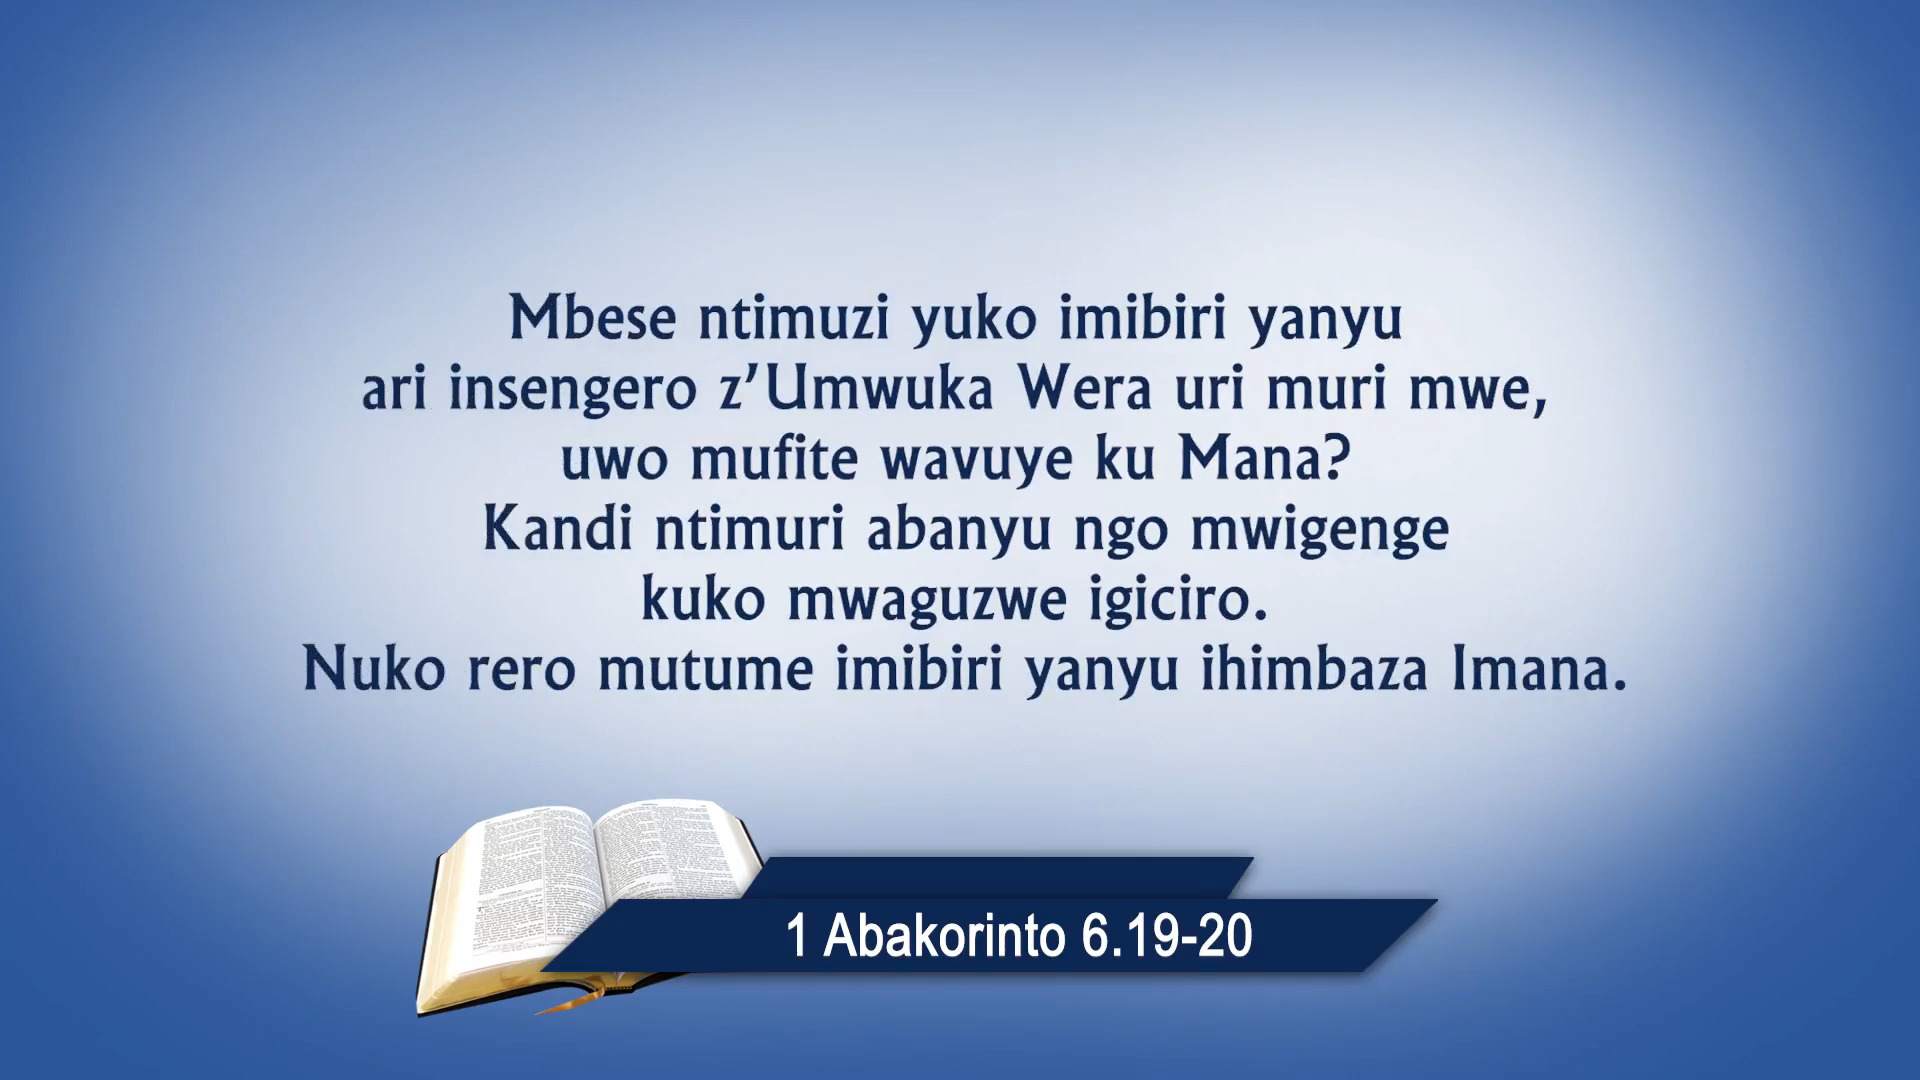 Mbese ntimuzi yuko imibiri yanyu
ari insengero z’Umwuka Wera uri muri mwe,
uwo mufite wavuye ku Mana?
Kandi ntimuri abanyu ngo mwigenge
kuko mwaguzwe igiciro.
Nuko rero mutume imibiri yanyu ihimbaza Imana.
1 Abakorinto 6.19-20